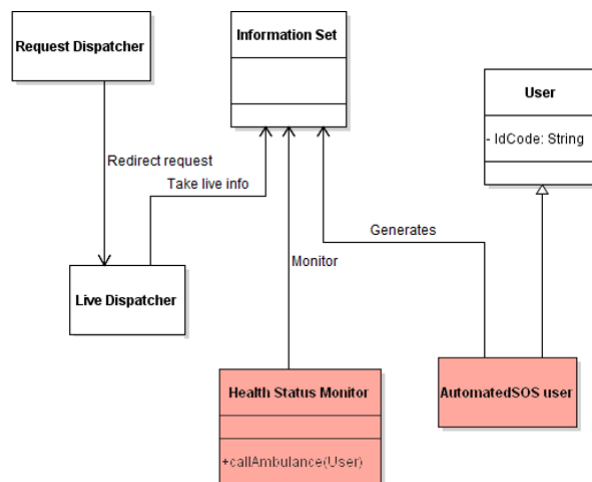 Request Dispatcher
Information Set
User
- IdCode: String
Redirect request
Take live info
Generates
Monitor
Live Dispatcher
Health Status Monitor
AutomatedSOS user
+callAmbulance(User)